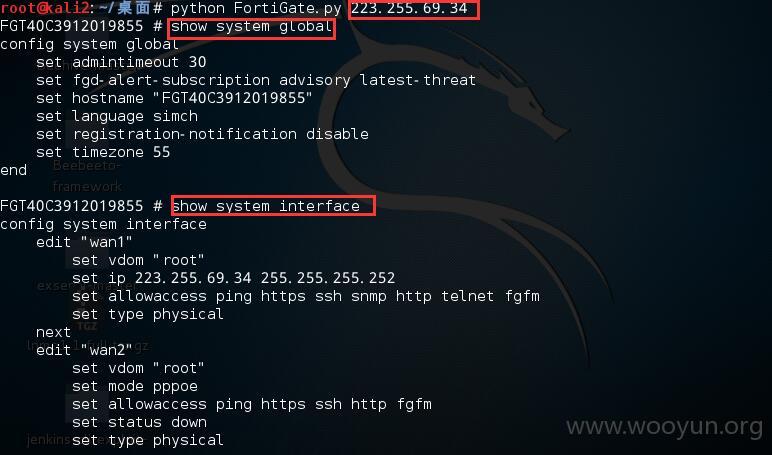 root@kali2:~/桌面# python FortiGate.py 223.255.69.34
FGT40C3912019855 # show system global
config system global
    set admintimeout 30
    set fgd-alert-subscription advisory latest-threat
    set hostname "FGT40C3912019855"
    set language simch
    set registration-notification disable
    set timezone 55
end
Beebeeto-
framework
FGT40C3912019855 # show system interface
config system interface
    edit "wan1"
        set vdom "root"
        set ip 223.255.69.34 255.255.255.252
        set allowaccess ping https ssh snmp http telnet fgfm
        set type physical
TGZ
    next
    edit "wan2"
        set vdom "root"
        set mode pppoe
        set allowaccess ping ssh http fgfm
        set status down
        set type physical
www.wooyun.org